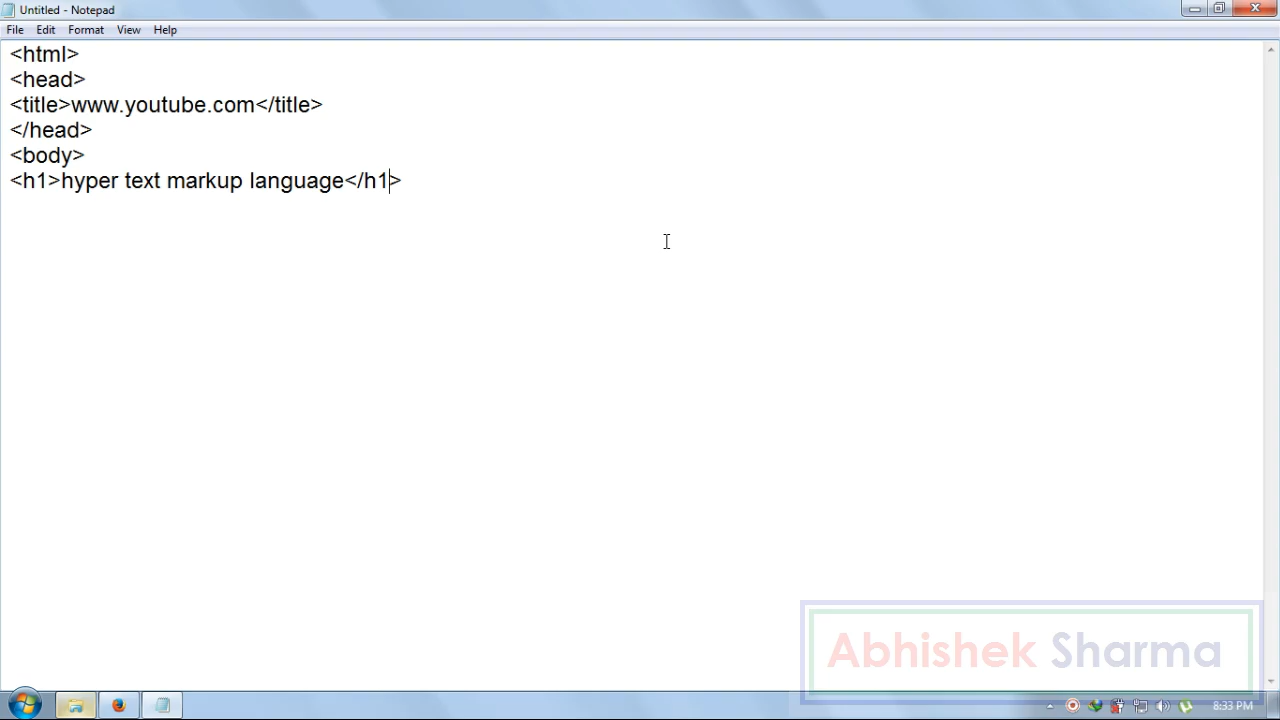 Untitled - Notepad
File Edit Format View Help
<html>
<head>
<title>www.youtube.com</title>
</head>
<body>
<h1>hyper text markup language</h1>
Abhishek Sharma
8:33 PM